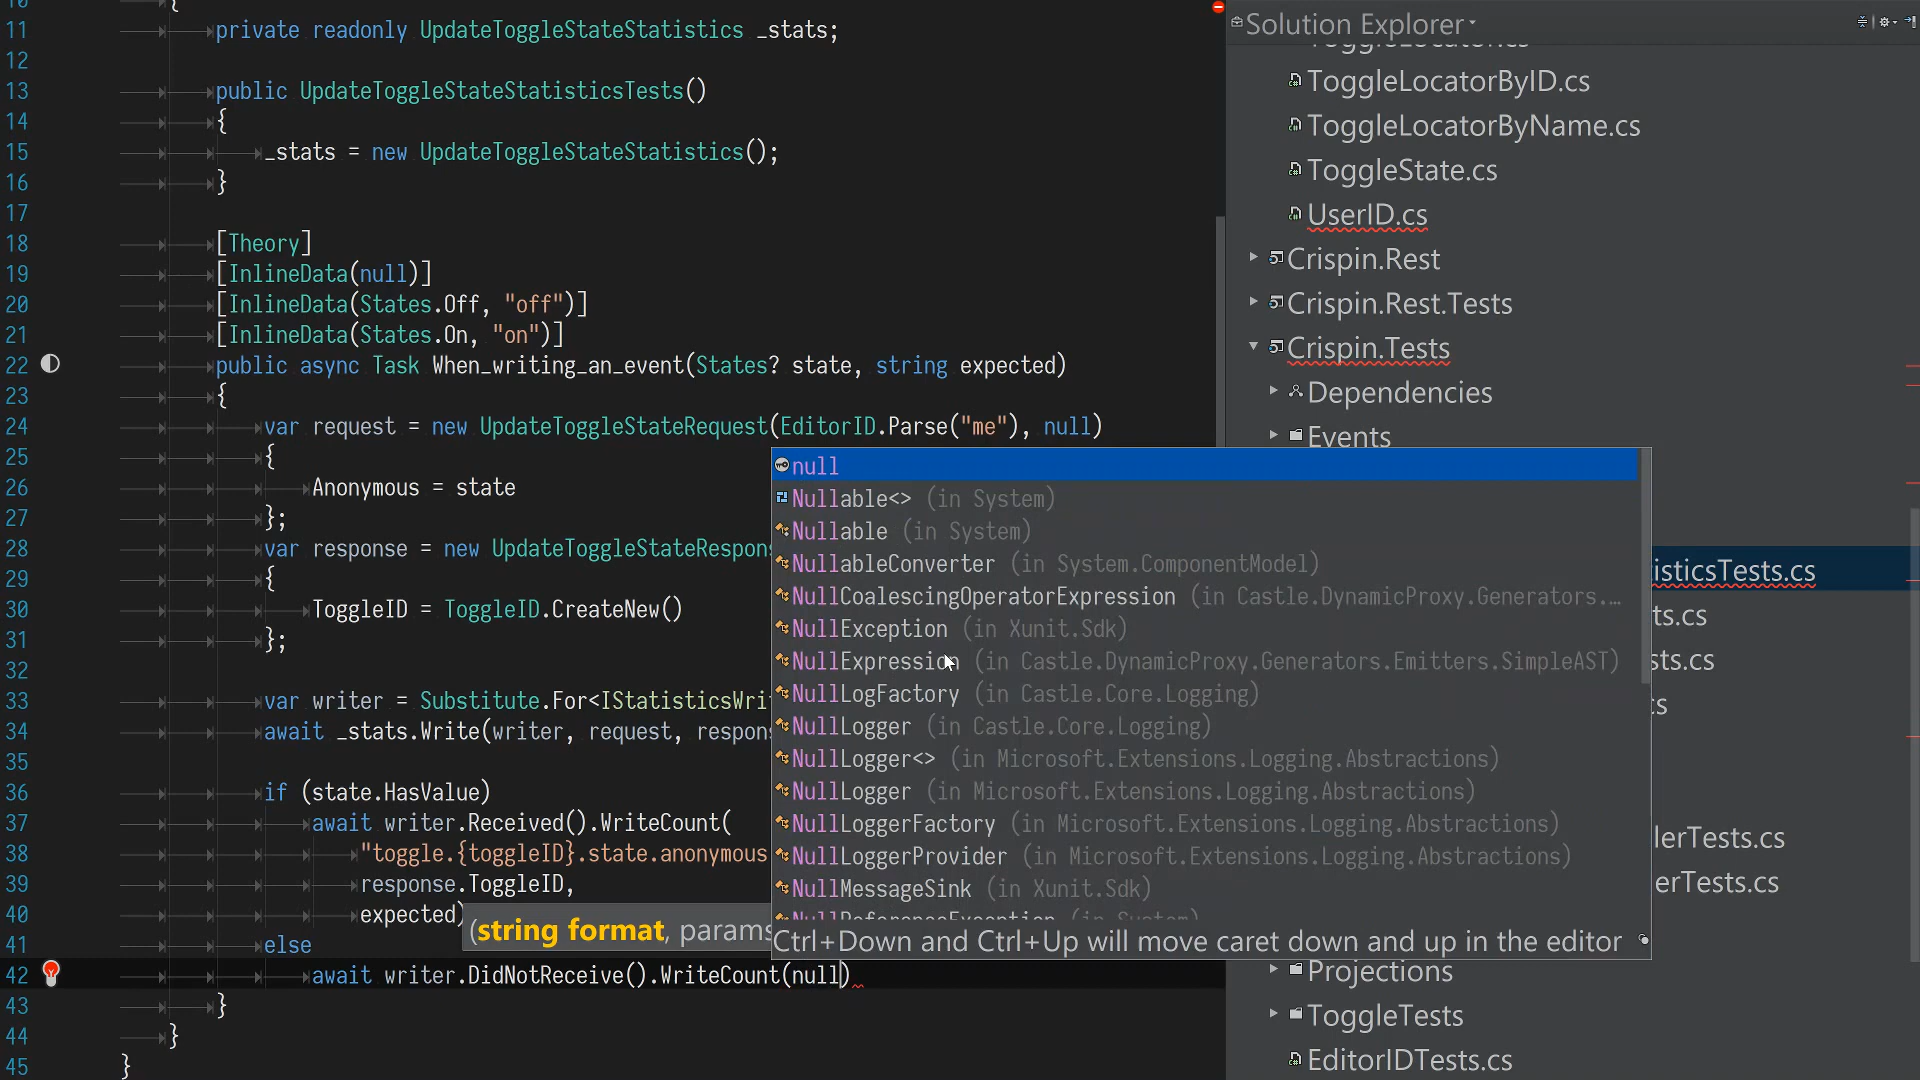 10 {
11 private readonly UpdateToggleStateStatistics _stats;
12
13 public UpdateToggleStateStatisticsTests()
14 {
15 _stats = new UpdateToggleStateStatistics();
16 }
17
18 [Theory]
19 [InlineData(null)]
20 [InlineData(States.Off, "off")]
21 [InlineData(States.On, "on")]
22 public async Task When_writing_an_event(States? state, string expected)
23 {
24 var request = new UpdateToggleStateRequest(EditorID.Parse("me"), null)
25 {
26 Anonymous = state
27 };
28 var response = new UpdateToggleStateRespons
29 {
30 ToggleID = ToggleID.CreateNew()
31 };
32
33 var writer = Substitute.For<IStatisticsWri
34 await _stats.Write(writer, request, respons
35
36 if (state.HasValue)
37 await writer.Received().WriteCount(
38 "toggle.{toggleID}.state.anonymous
39 response.ToggleID,
40 expected)
41 else
42 await writer.DidNotReceive().WriteCount(null)
43 }
44 }
45 }
(string format, params
null
Nullable<> (in System)
Nullable (in System)
NullableConverter (in System.ComponentModel)
NullCoalescingOperatorExpression (in Castle.DynamicProxy.Generators.…
NullException (in Xunit.Sdk)
NullExpression (in Castle.DynamicProxy.Generators.Emitters.SimpleAST)
NullLogFactory (in Castle.Core.Logging)
NullLogger (in Castle.Core.Logging)
NullLogger<> (in Microsoft.Extensions.Logging.Abstractions)
NullLogger (in Microsoft.Extensions.Logging.Abstractions)
NullLoggerFactory (in Microsoft.Extensions.Logging.Abstractions)
NullLoggerProvider (in Microsoft.Extensions.Logging.Abstractions)
NullMessageSink (in Xunit.Sdk)
NullReferenceException (in System)
Ctrl+Down and Ctrl+Up will move caret down and up in the editor
Solution Explorer
ToggleLocator.cs
ToggleLocatorByID.cs
ToggleLocatorByName.cs
ToggleState.cs
UserID.cs
Crispin.Rest
Crispin.Rest.Tests
Crispin.Tests
Dependencies
Events
isticsTests.cs
ts.cs
sts.cs
s
lerTests.cs
erTests.cs
Projections
ToggleTests
EditorIDTests.cs